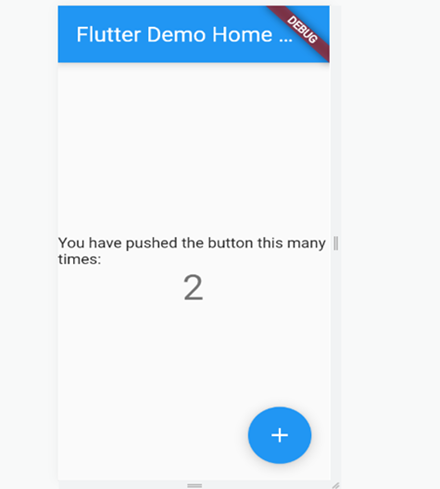 Flutter Demo Home ...
DEBUG
You have pushed the button this many
times:
2
+